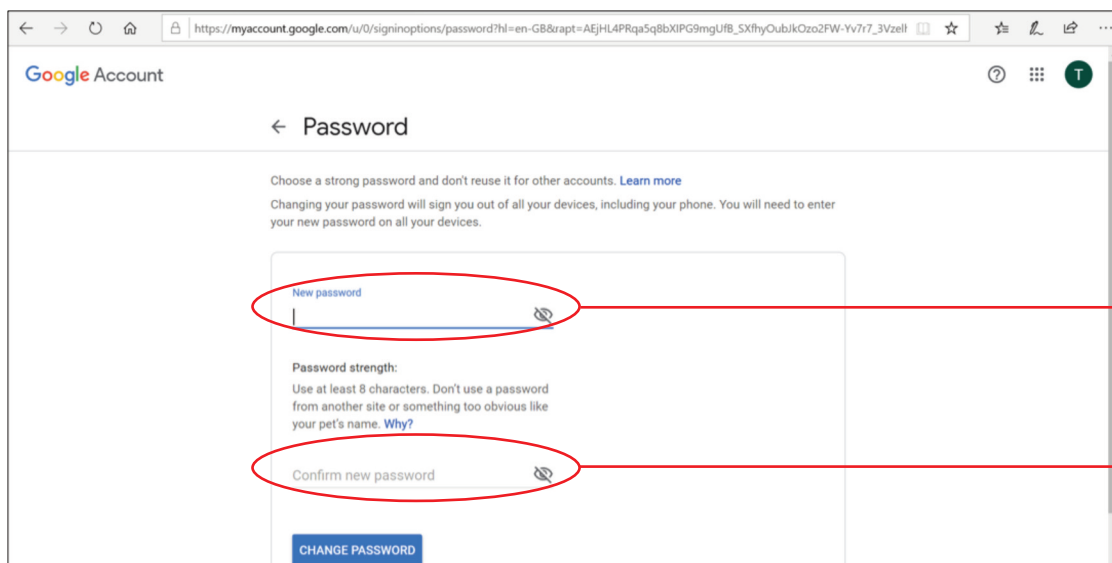 https://myaccount.google.com/u/0/signinoptions/password?hl=en-GB&rapt=AEjHL4PRqa5q8bXIPG9mgUfB_SXfhyOubJkOzo2FW-Yv7r7_3Vzelh
Google Account
T
Password
Choose a strong password and don't reuse it for other accounts. Learn more
Changing your password will sign you out of all your devices, including your phone. You will need to enter
your new password on all your devices.
New password
Password strength:
Use at least 8 characters. Don't use a password
from another site or something too obvious like
your pet's name. Why?
Confirm new password
CHANGE PASSWORD